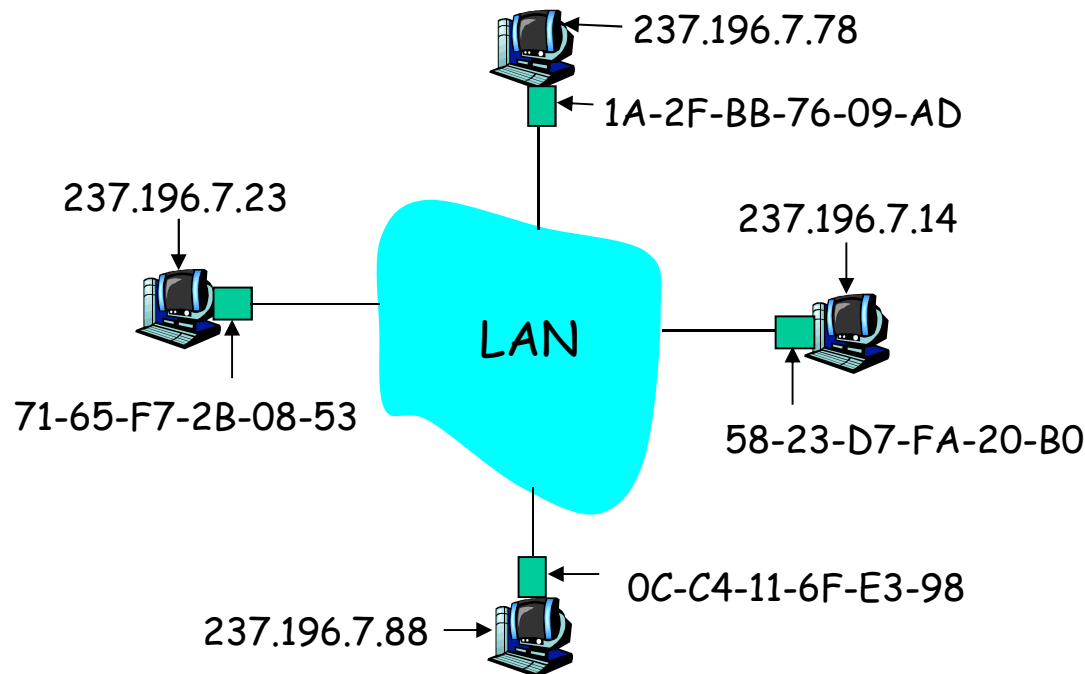 237.196.7.78
1A-2F-BB-76-09-AD
237.196.7.23
237.196.7.14
LAN
71-65-F7-2B-08-53
58-23-D7-FA-20-B0
0C-C4-11-6F-E3-98
237.196.7.88